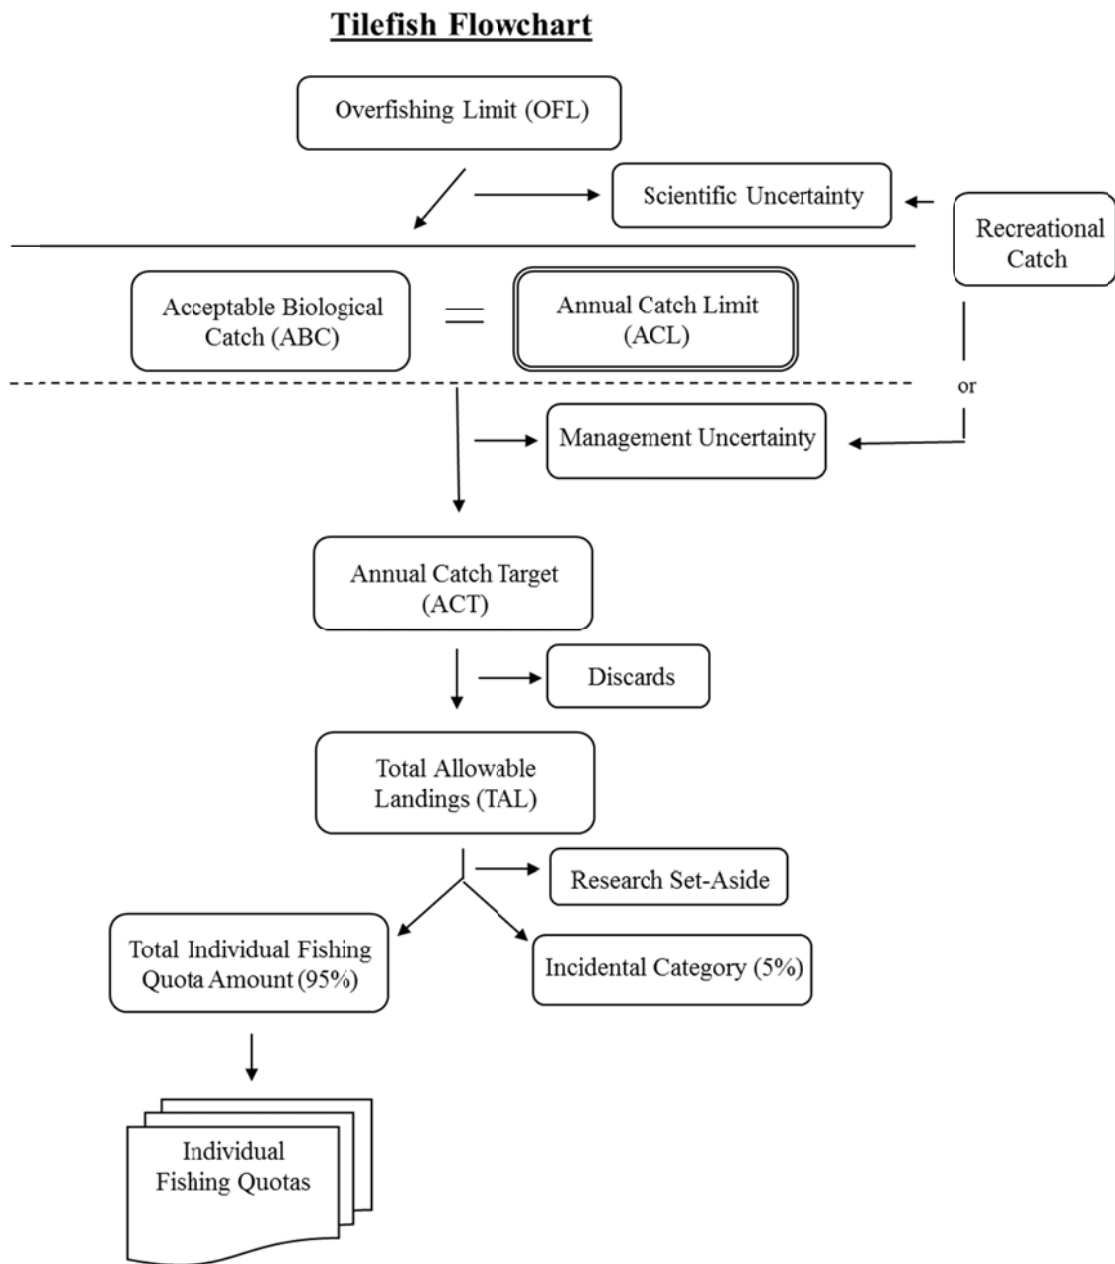 Tilefish Flowchart
Overfishing Limit (OFL)
Scientific Uncertainty
Recreational
Catch
Acceptable Biological
Catch (ABC)
Annual Catch Limit
(ACL)
or
Management Uncertainty
Annual Catch Target
(ACT)
Discards
Total Allowable
Landings (TAL)
Research Set-Aside
Total Individual Fishing
Quota Amount (95%)
Incidental Category (5%)
Individual
Fishing Quotas